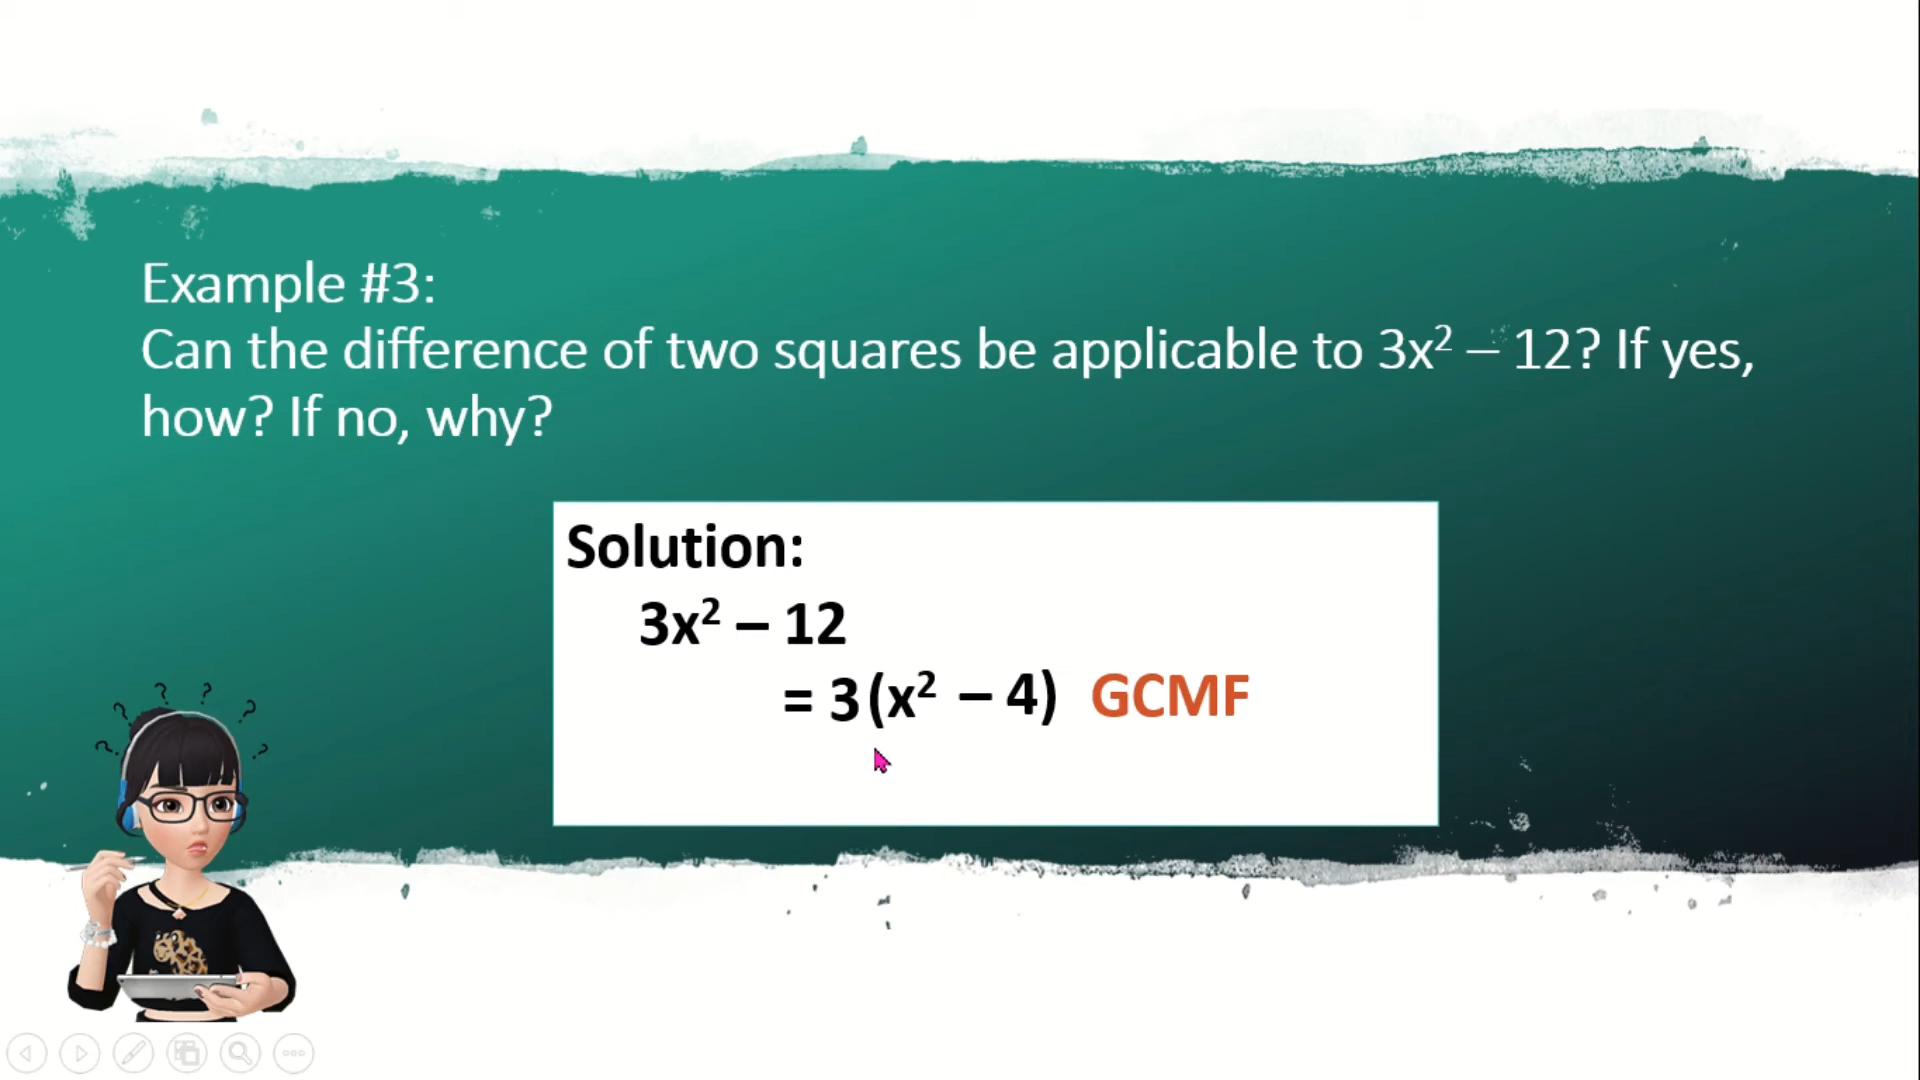 Example #3:
Can the difference of two squares be applicable to 3x² – 12? If yes,
how? If no, why?
Solution:
3x² – 12
= 3(x² – 4) GCMF